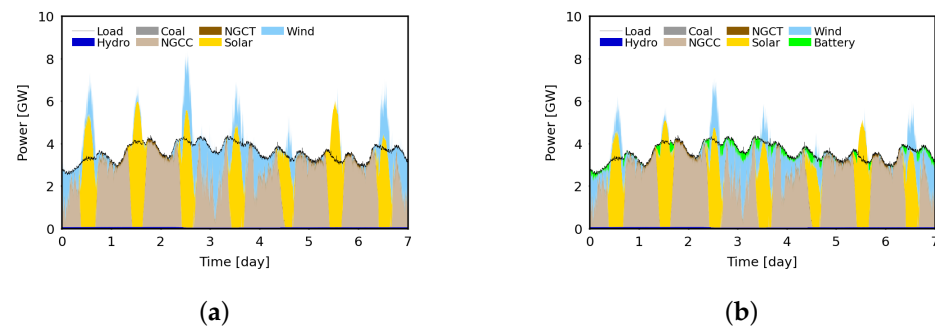 10
8
6
4
2
0
Power [GW]
Load Coal NGCT Wind
Hydro NGCC Solar
0 1 2 3 4 5 6 7
Time [day]
(a)
10
8
6
4
2
0
Power [GW]
Load Coal NGCT Wind
Hydro NGCC Solar Battery
0 1 2 3 4 5 6 7
Time [day]
(b)